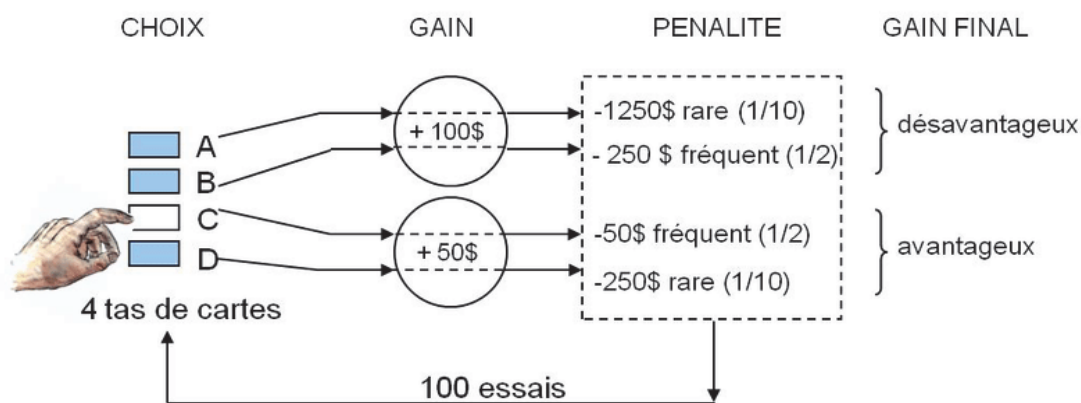 CHOIX GAIN PENALITE GAIN FINAL
-1250$ rare (1/10)
+ 100$
A
- 250 $ fréquent (1/2)
désavantageux
B
C
-50$ fréquent (1/2)
+ 50$
avantageux
D
-250$ rare (1/10)
4 tas de cartes
100 essais